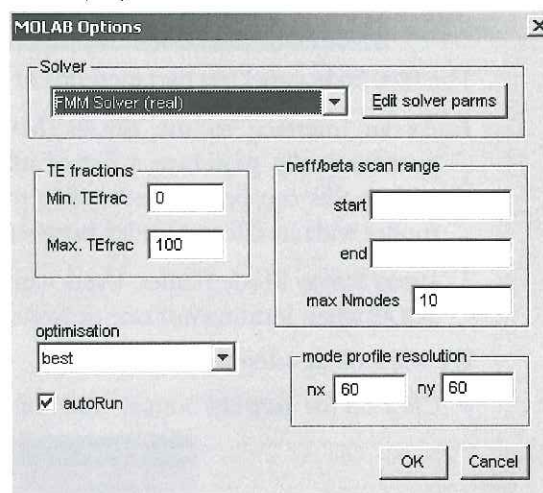 MOLAB Options
Solver
FMM Solver (real)
Edit solver parms
TE fractions
Min. TEfrac 0
Max. TEfrac 100
neff/beta scan range
start
end
max Nmodes 10
optimisation
best
autoRun
mode profile resolution
nx 60 ny 60
OK Cancel